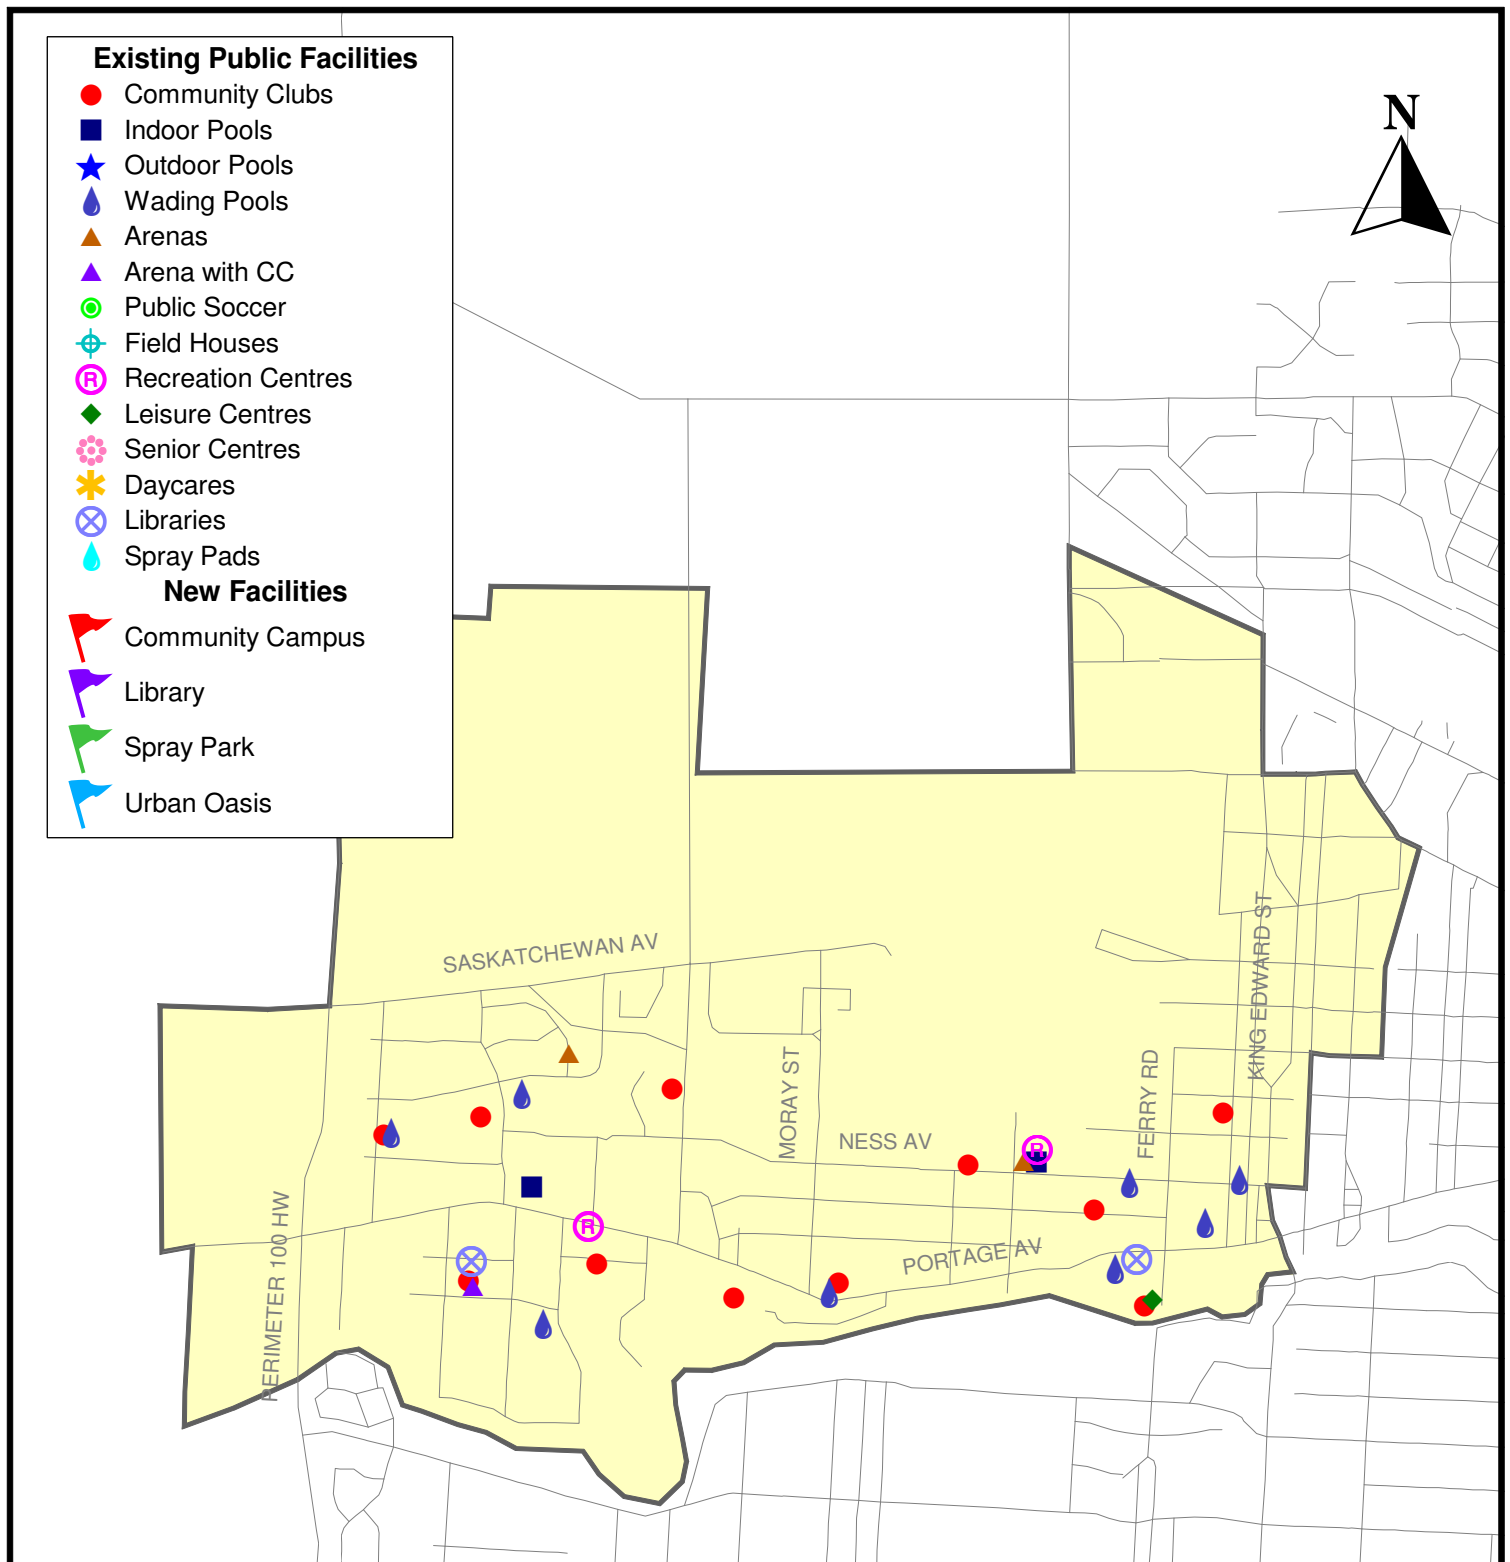 Existing Public Facilities
Community Clubs
Indoor Pools
Outdoor Pools
Wading Pools
Arenas
Arena with CC
Public Soccer
Field Houses
R Recreation Centres
Leisure Centres
Senior Centres
Daycares
Libraries
Spray Pads
New Facilities
Community Campus
Library
Spray Park
Urban Oasis
N
SASKATCHEWAN AV
KING EDWARD ST
MORAY ST
FERRY RD
NESS AV
R
PERIMETER 100 HW
R
PORTAGE AV